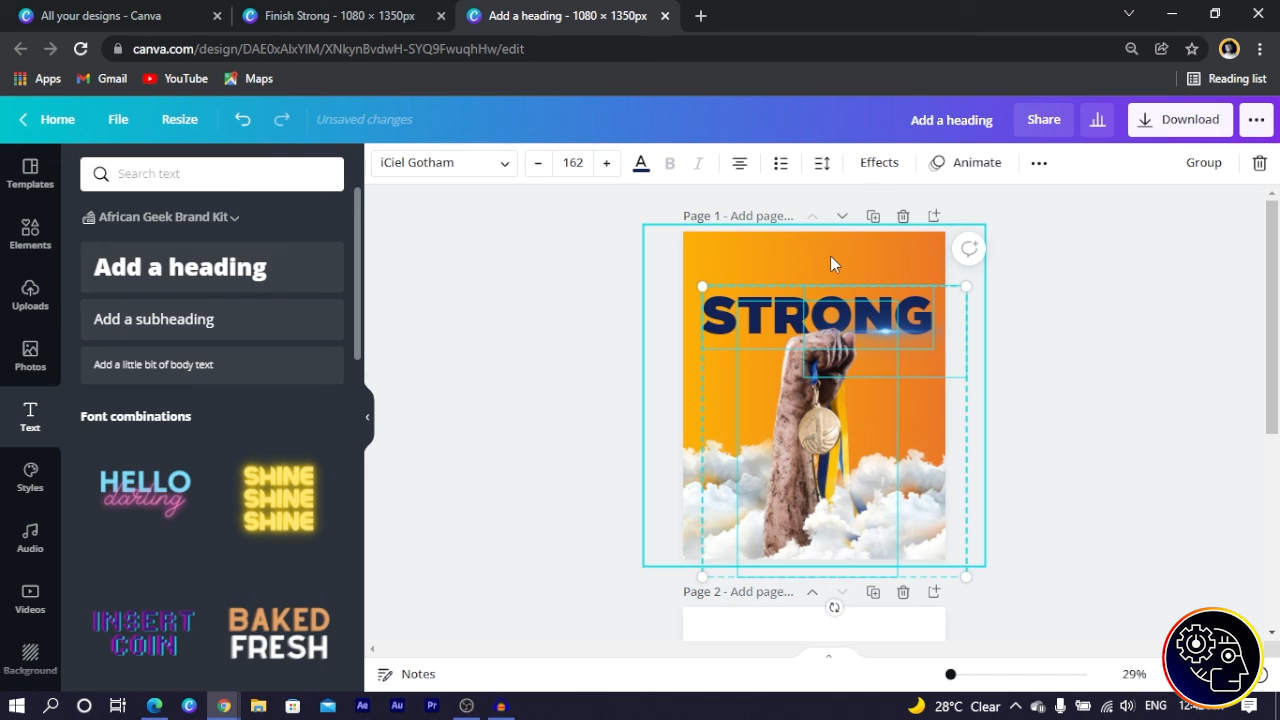 All your designs - Canva
Finish Strong - 1080 × 1350px
Add a heading - 1080 × 1350px
canva.com/design/DAE0xAlxYIM/XNkynBvdwH-SYQ9FwuqhHw/edit
Apps
Gmail
YouTube
Maps
Reading list
Home
File
Resize
Unsaved changes
Add a heading
Share
Download
Templates
Elements
Uploads
Photos
Text
Styles
Audio
Videos
Background
Search text
African Geek Brand Kit
Add a heading
Add a subheading
Add a little bit of body text
Font combinations
HELLO
darling
SHINE
SHINE
SHINE
INSERT
COIN
BAKED
FRESH
iCiel Gotham
– 162 +
A B I
Effects
Animate
Group
Page 1 - Add page...
STRONG
Page 2 - Add page...
Notes
29%
Ae
Au
Pr
28°C Clear
ENG